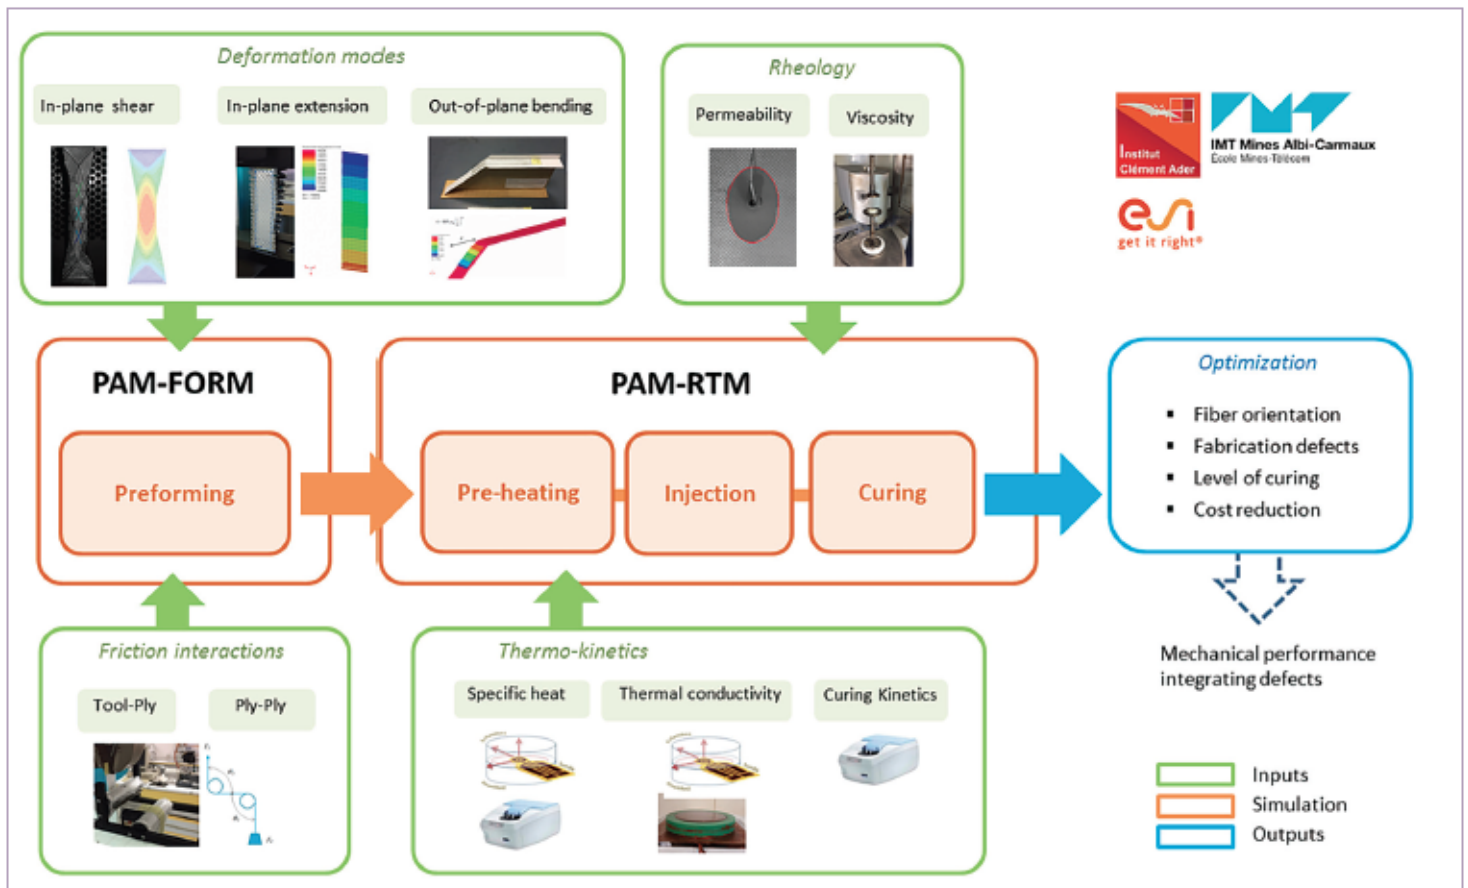 Deformation modes
In-plane shear
In-plane extension
Out-of-plane bending
Rheology
Permeability
Viscosity
Institut
Clément Ader
IMT Mines Albi-Carmaux
École Mines-Télécom
esi
get it right®
PAM-FORM
Preforming
PAM-RTM
Pre-heating
Injection
Curing
Optimization
▪ Fiber orientation
▪ Fabrication defects
▪ Level of curing
▪ Cost reduction
Mechanical performance
integrating defects
Friction interactions
Tool-Ply
Ply-Ply
Thermo-kinetics
Specific heat
Thermal conductivity
Curing Kinetics
Inputs
Simulation
Outputs